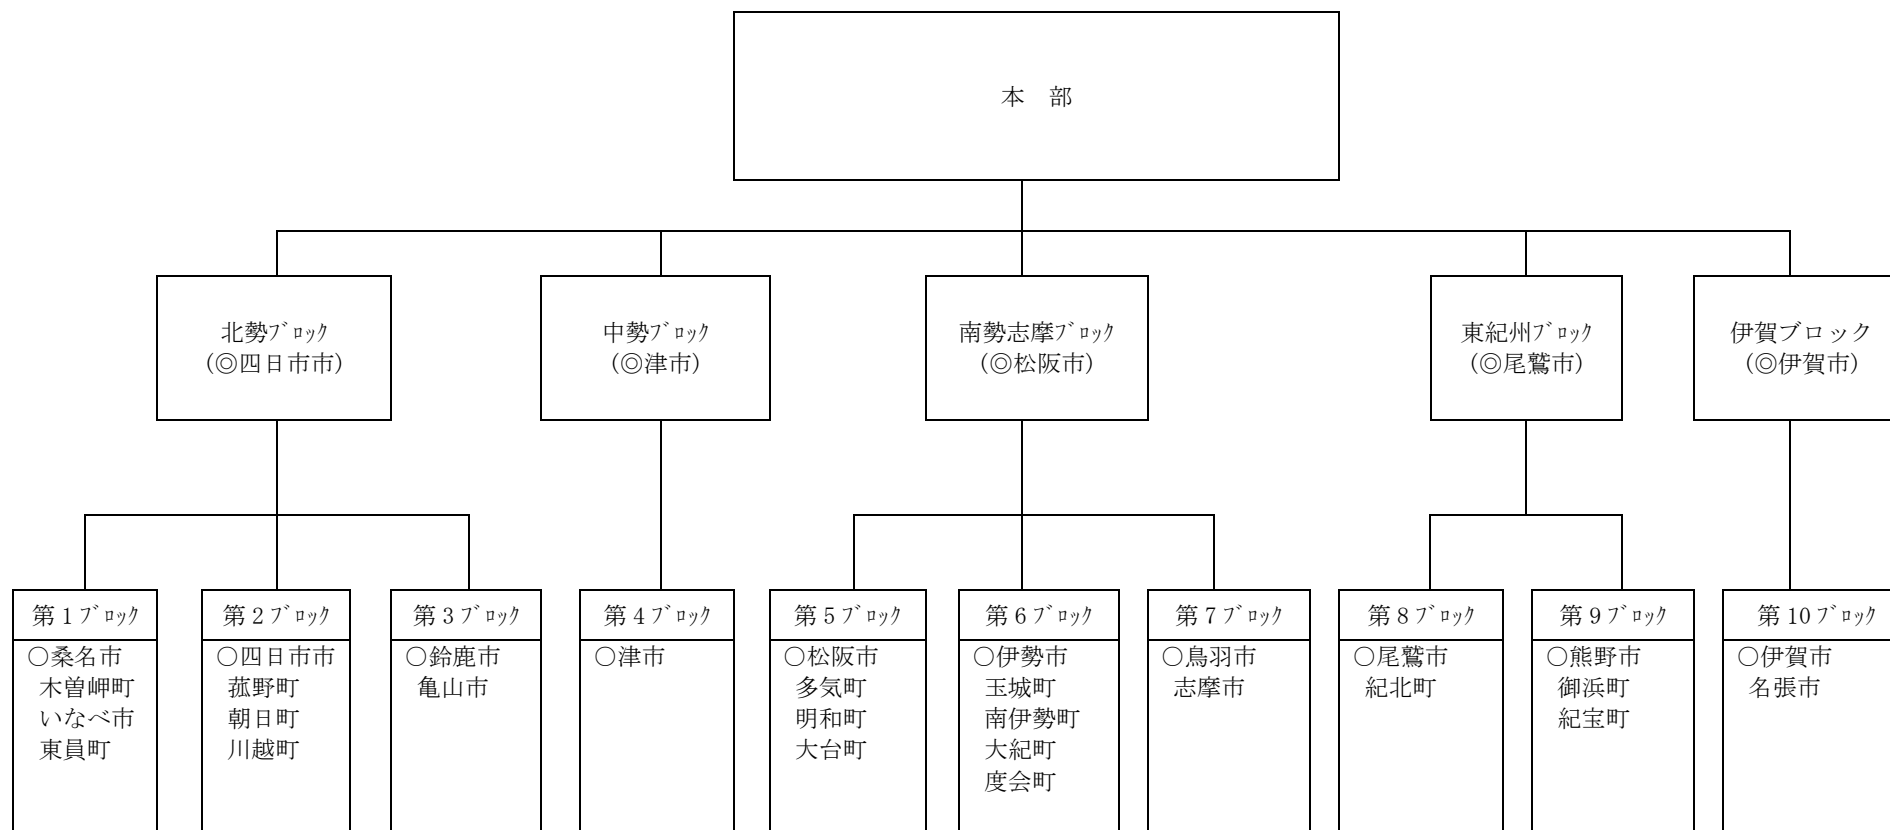 本　部
北勢ﾌﾞﾛｯｸ
(◎四日市市)
中勢ブﾛｯｸ
(◎津市)
南勢志摩ﾌﾞﾛｯｸ
(◎松阪市)
東紀州ﾌﾞﾛｯｸ
(◎尾鷲市)
伊賀ブロック
(◎伊賀市)
第１ﾌﾞﾛｯｸ
〇桑名市
木曽岬町
いなべ市
東員町
第２ﾌﾞﾛｯｸ
〇四日市市
菰野町
朝日町
川越町
第３ﾌﾞﾛｯｸ
〇鈴鹿市
亀山市
第４ﾌﾞﾛｯｸ
〇津市
第５ﾌﾞﾛｯｸ
〇松阪市
多気町
明和町
大台町
第６ﾌﾞﾛｯｸ
〇伊勢市
玉城町
南伊勢町
大紀町
度会町
第７ﾌﾞﾛｯｸ
〇鳥羽市
志摩市
第８ﾌﾞﾛｯｸ
〇尾鷲市
紀北町
第９ﾌﾞﾛｯｸ
〇熊野市
御浜町
紀宝町
第10ﾌﾞﾛｯｸ
〇伊賀市
名張市